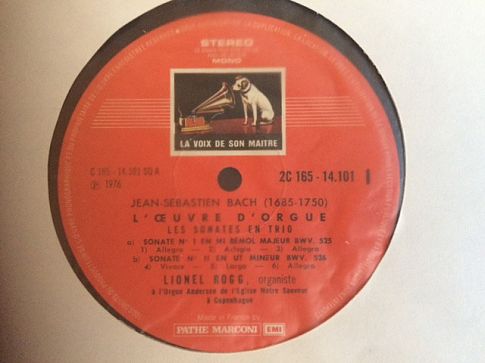 STEREO
MONO
LA VOIX DE SON MAITRE
C 165 - 14.101 
℗ 1976
2C 165 - 14.101 1
JEAN-SEBASTIEN BACH (1685-1750)
L'ŒUVRE D'ORGUE
LES SONATES EN TRIO
a) SONATE N° I EN MI BÉMOL MAJEUR BWV. 525
1) Allegro — 2) Adagio — 3) Allegro
b) SONATE N° II EN UT MINEUR BWV. 526
4) Vivace — 5) Largo — 6) Allegro
LIONEL ROGG, organiste
à l'Orgue Andersen de l'Eglise Notre Sauveur
à Copenhague
Made in France by
PATHE MARCONI EMI